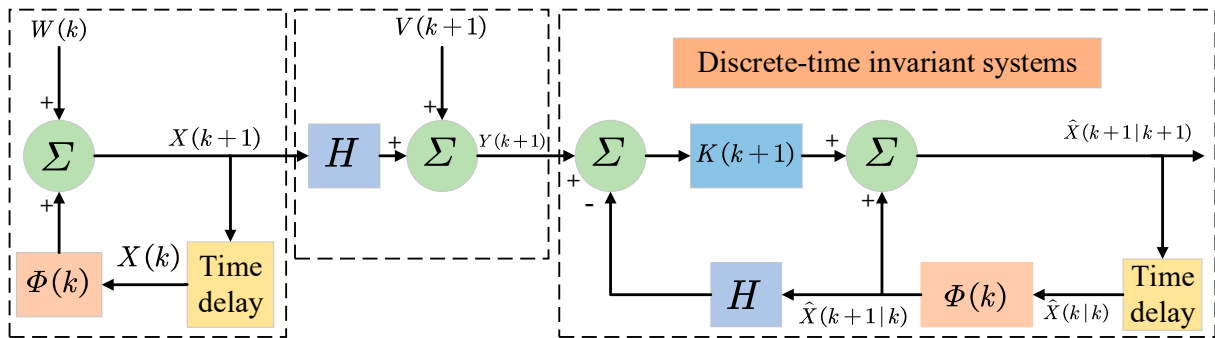 W(k)
+
Σ
X(k+1)
+
Φ(k)
X(k)
Time
delay
V(k+1)
+
H
+
Σ
Y(k+1)
Discrete-time invariant systems
+
-
Σ
K(k+1)
+
Σ
+
X̂(k+1|k+1)
H
X̂(k+1|k)
Φ(k)
X̂(k|k)
Time
delay